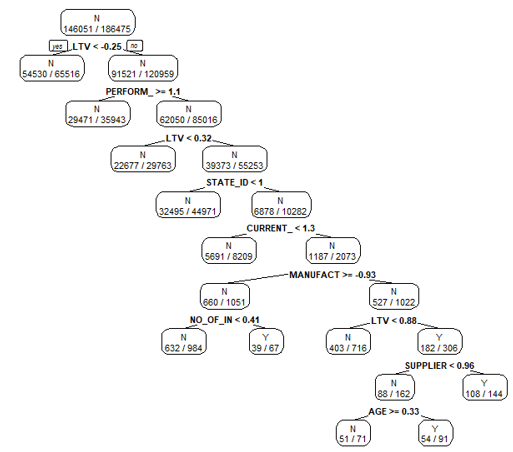 N
146051 / 186475
yes LTV < -0.25 no
N
54530 / 65516
N
91521 / 120959
PERFORM_ >= 1.1
N
29471 / 35943
N
62050 / 85016
LTV < 0.32
N
22677 / 29763
N
39373 / 55253
STATE_ID < 1
N
32495 / 44971
N
6878 / 10282
CURRENT_ < 1.3
N
5691 / 8209
N
1187 / 2073
MANUFACT >= -0.93
N
660 / 1051
N
527 / 1022
NO_OF_IN < 0.41
LTV < 0.88
N
632 / 984
Y
39 / 67
N
403 / 716
Y
182 / 306
SUPPLIER < 0.96
N
88 / 162
Y
108 / 144
AGE >= 0.33
N
51 / 71
Y
54 / 91